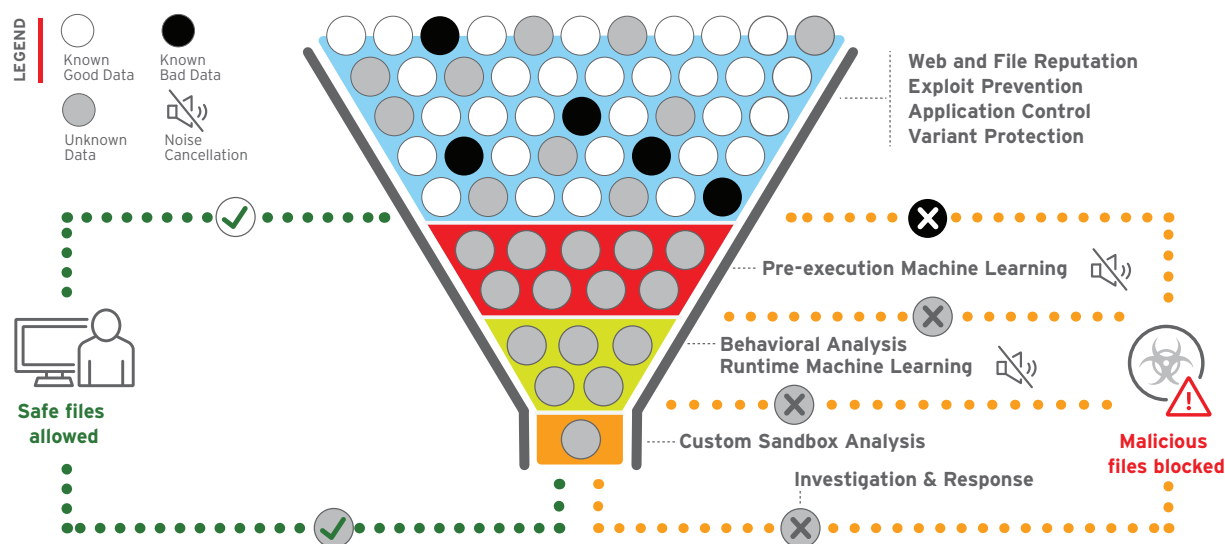 LEGEND
Known
Good Data
Known
Bad Data
Unknown
Data
Noise
Cancellation
Web and File Reputation
Exploit Prevention
Application Control
Variant Protection
Pre-execution Machine Learning
Behavioral Analysis
Runtime Machine Learning
Custom Sandbox Analysis
Investigation & Response
Safe files
allowed
Malicious
files blocked